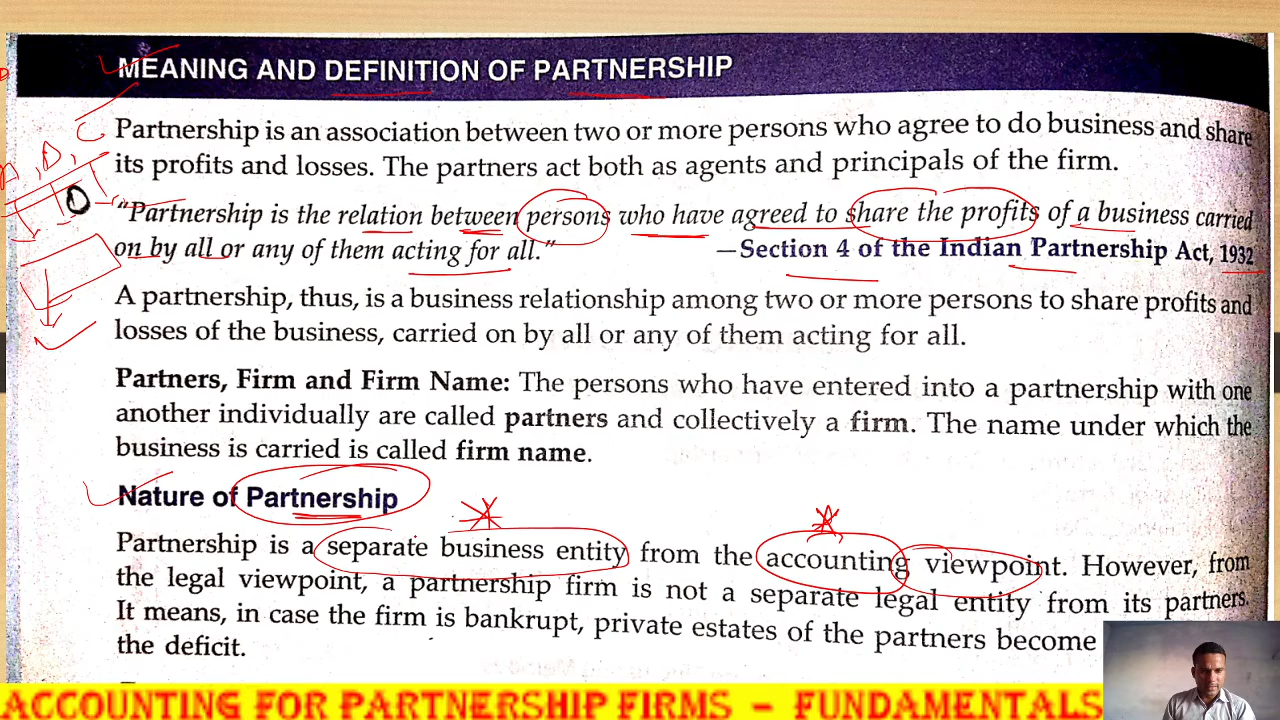 MEANING AND DEFINITION OF PARTNERSHIP
Partnership is an association between two or more persons who agree to do business and share
its profits and losses. The partners act both as agents and principals of the firm.
"Partnership is the relation between persons who have agreed to share the profits of a business carried
on by all or any of them acting for all."
—Section 4 of the Indian Partnership Act, 1932
A partnership, thus, is a business relationship among two or more persons to share profits and
losses of the business, carried on by all or any of them acting for all.
Partners, Firm and Firm Name: The persons who have entered into a partnership with one
another individually are called partners and collectively a firm. The name under which the
business is carried is called firm name.
Nature of Partnership
Partnership is a separate business entity from the accounting viewpoint. However, from
the legal viewpoint, a partnership firm is not a separate legal entity from its partners.
It means, in case the firm is bankrupt, private estates of the partners become
the deficit.
ACCOUNTING FOR PARTNERSHIP FIRMS – FUNDAMENTALS